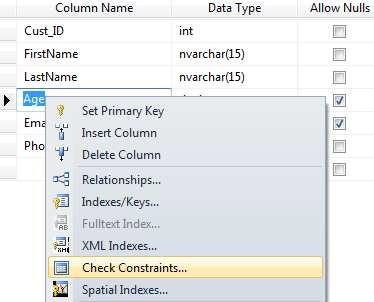 Column Name Data Type Allow Nulls
Cust_ID int
FirstName nvarchar(15)
LastName nvarchar(15)
Age
Ema
Pho
Set Primary Key
Insert Column
Delete Column
Relationships...
Indexes/Keys...
Fulltext Index...
XML Indexes...
Check Constraints...
Spatial Indexes...